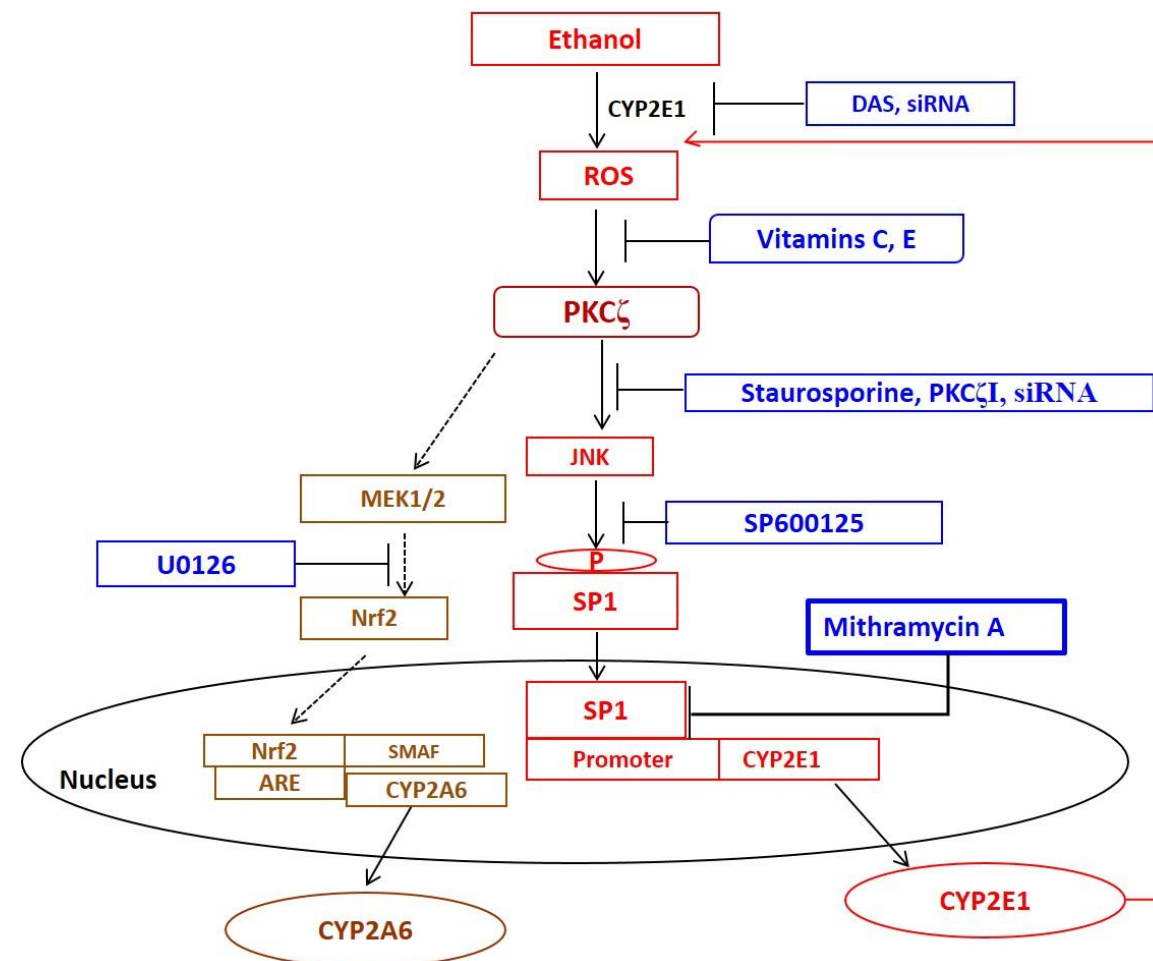 Ethanol
CYP2E1
DAS, siRNA
ROS
Vitamins C, E
PKCζ
Staurosporine, PKCζI, siRNA
JNK
MEK1/2
SP600125
U0126
P
SP1
Nrf2
Mithramycin A
SP1
Nrf2 SMAF
Promoter CYP2E1
Nucleus
ARE CYP2A6
CYP2E1
CYP2A6